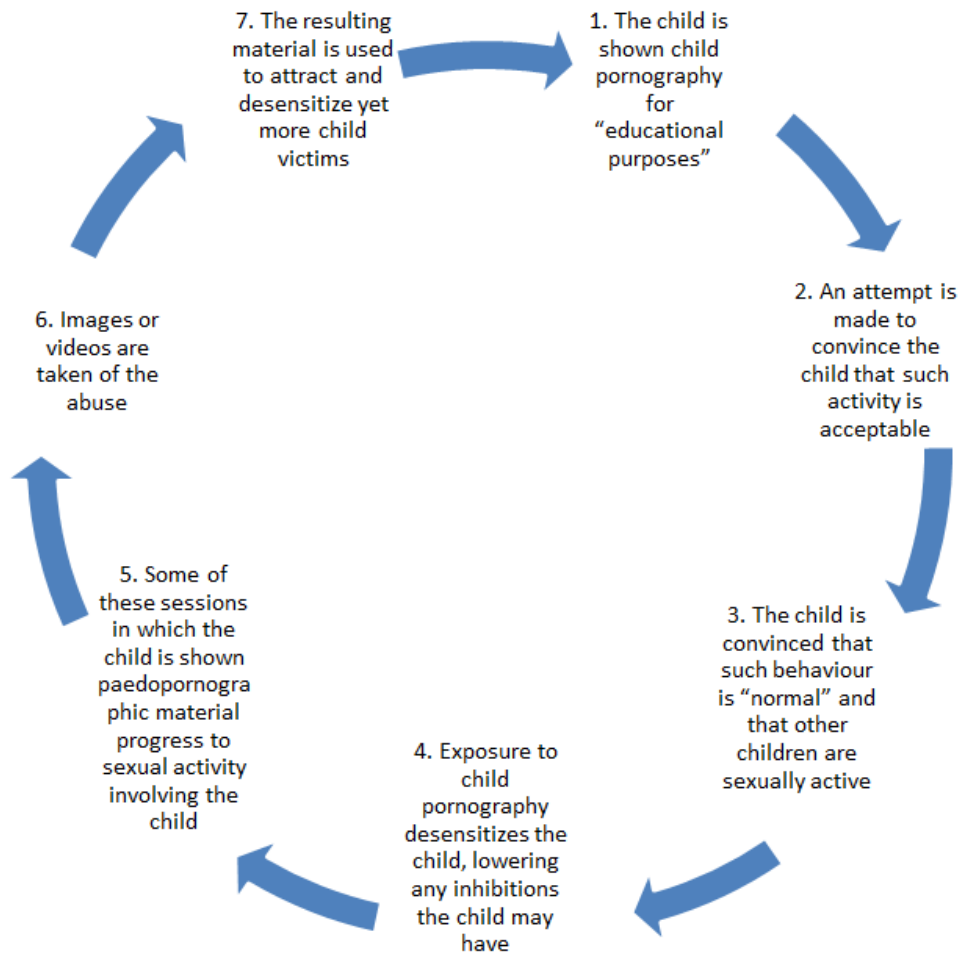 1. The child is
shown child
pornography
for
“educational
purposes”
2. An attempt is
made to
convince the
child that such
activity is
acceptable
3. The child is
convinced that
such behaviour
is “normal” and
that other
children are
sexually active
4. Exposure to
child
pornography
desensitizes the
child, lowering
any inhibitions
the child may
have
5. Some of
these sessions
in which the
child is shown
paedopornogra
phic material
progress to
sexual activity
involving the
child
6. Images or
videos are
taken of the
abuse
7. The resulting
material is used
to attract and
desensitize yet
more child
victims